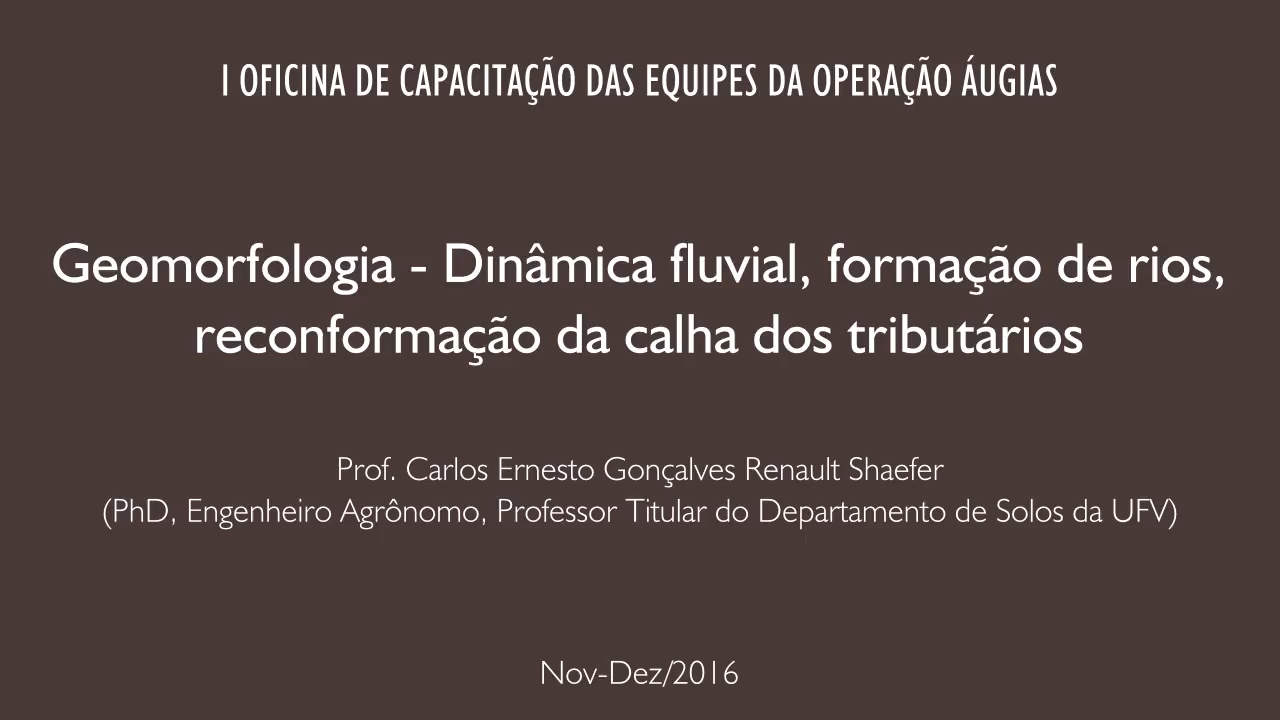 I OFICINA DE CAPACITAÇÃO DAS EQUIPES DA OPERAÇÃO ÁUGIAS
Geomorfologia - Dinâmica fluvial, formação de rios,
reconformação da calha dos tributários
Prof. Carlos Ernesto Gonçalves Renault Shaefer
(PhD, Engenheiro Agrônomo, Professor Titular do Departamento de Solos da UFV)
Nov-Dez/2016